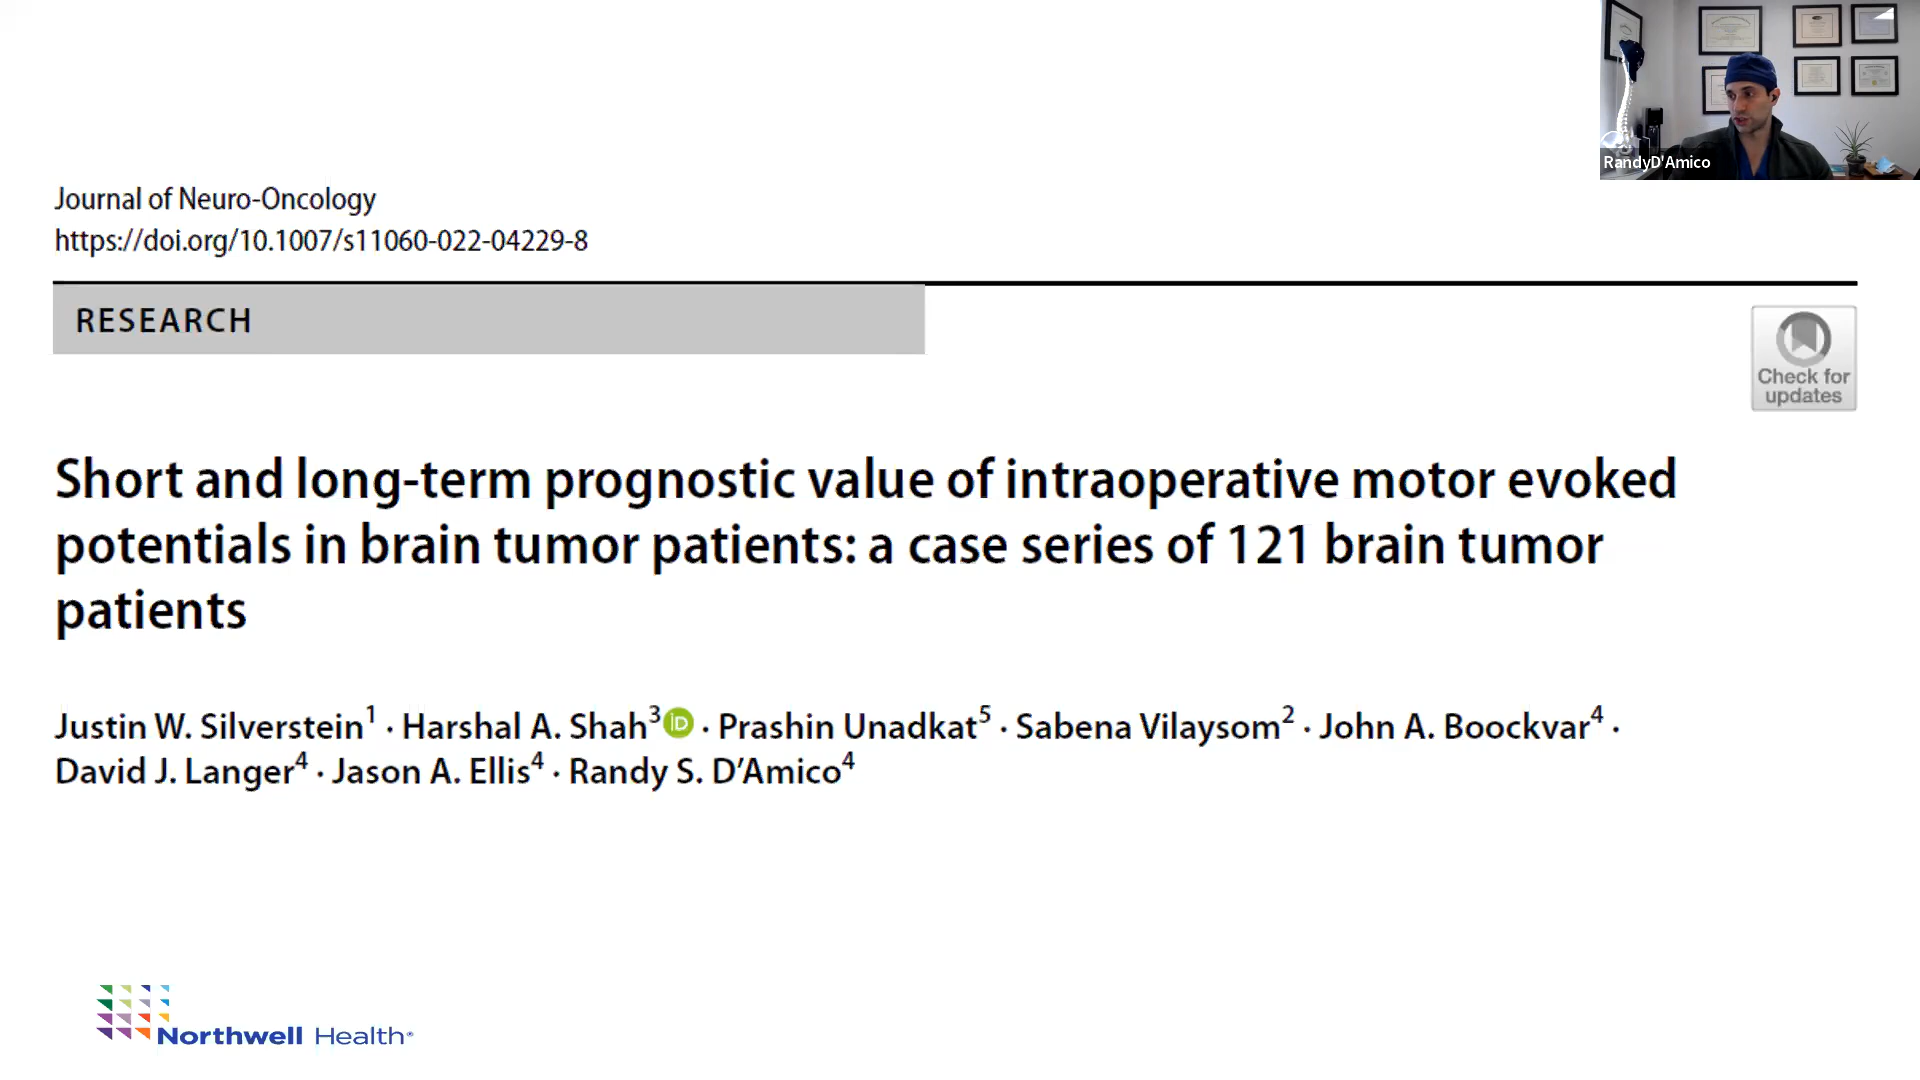 RandyD'Amico
Journal of Neuro-Oncology
https://doi.org/10.1007/s11060-022-04229-8
RESEARCH
Check for
updates
Short and long-term prognostic value of intraoperative motor evoked
potentials in brain tumor patients: a case series of 121 brain tumor
patients
Justin W. Silverstein1 · Harshal A. Shah3 iD · Prashin Unadkat5 · Sabena Vilaysom2 · John A. Boockvar4 ·
David J. Langer4 · Jason A. Ellis4 · Randy S. D’Amico4
Northwell Health®